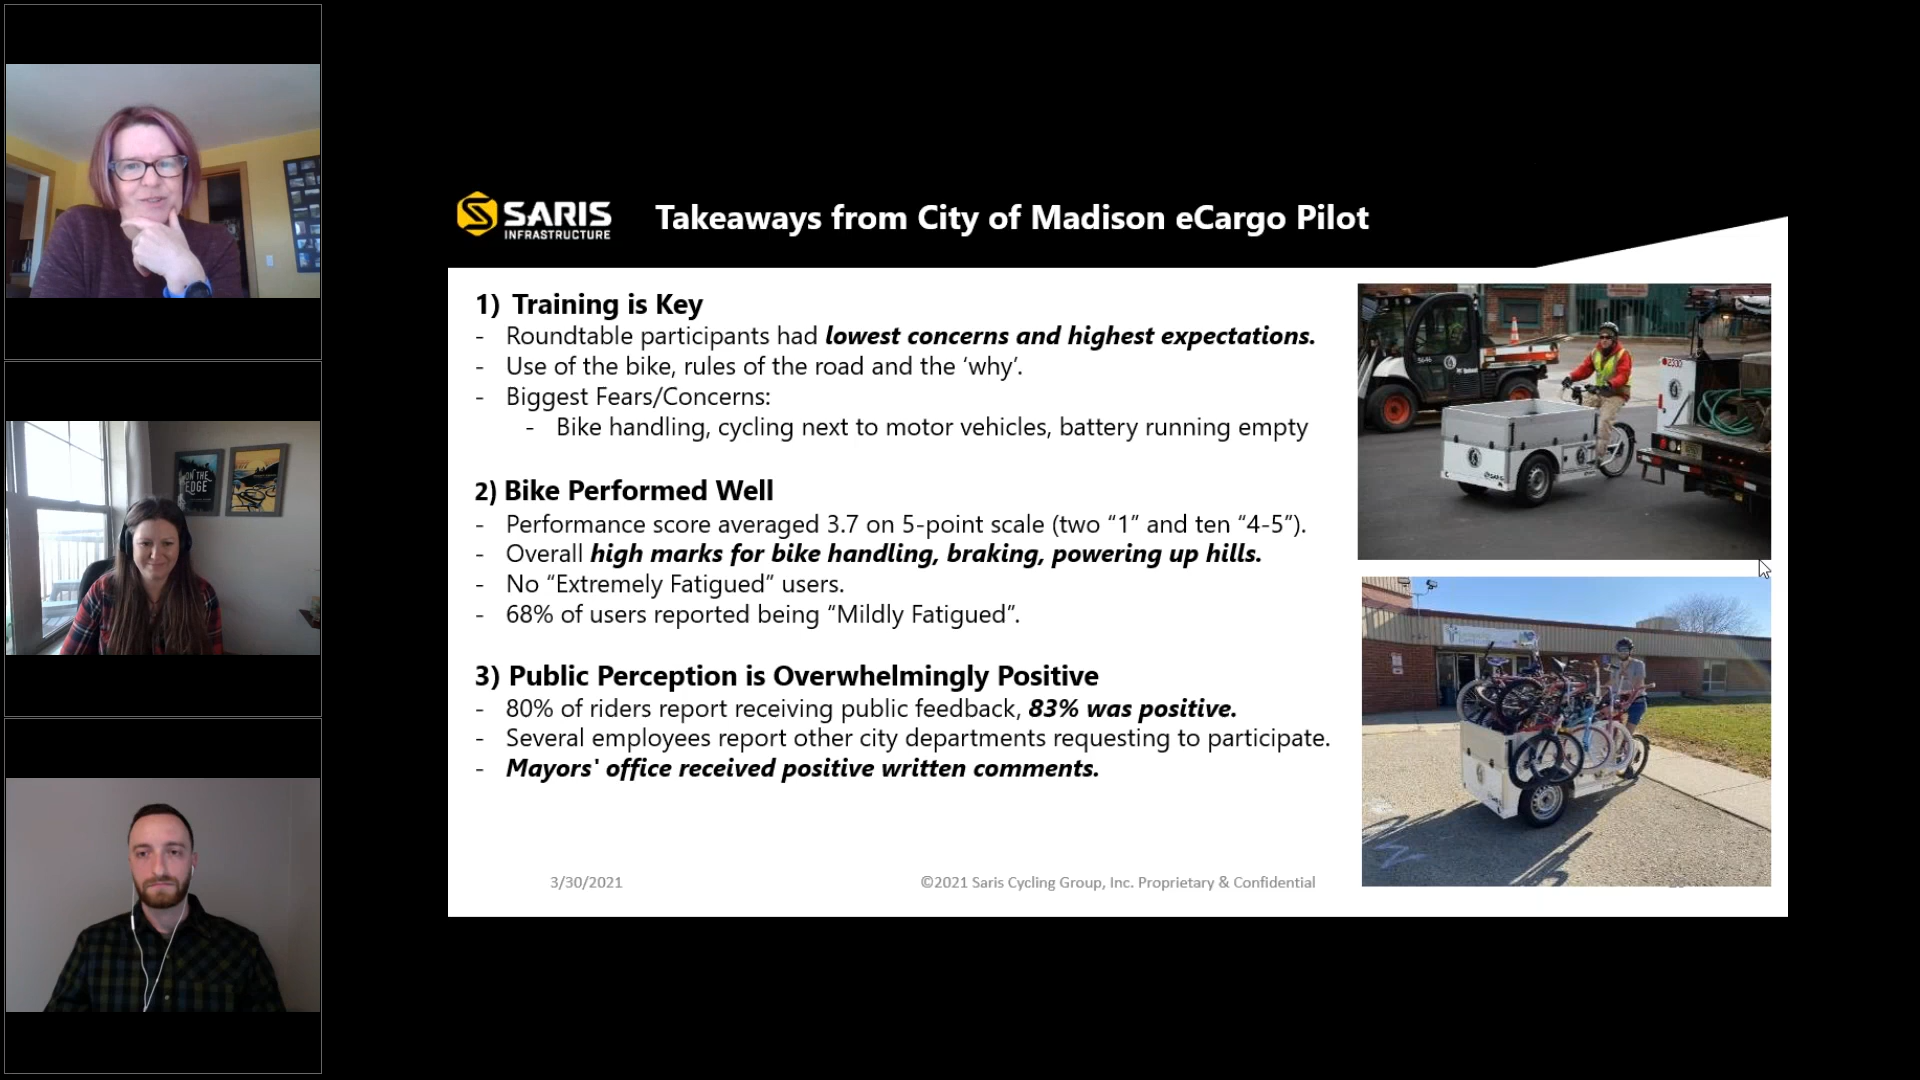 SARIS
INFRASTRUCTURE
Takeaways from City of Madison eCargo Pilot
1) Training is Key
- Roundtable participants had lowest concerns and highest expectations.
- Use of the bike, rules of the road and the ‘why’.
- Biggest Fears/Concerns:
- Bike handling, cycling next to motor vehicles, battery running empty
2) Bike Performed Well
- Performance score averaged 3.7 on 5-point scale (two “1” and ten “4-5”).
- Overall high marks for bike handling, braking, powering up hills.
- No “Extremely Fatigued” users.
- 68% of users reported being “Mildly Fatigued”.
3) Public Perception is Overwhelmingly Positive
- 80% of riders report receiving public feedback, 83% was positive.
- Several employees report other city departments requesting to participate.
- Mayors' office received positive written comments.
3/30/2021
©2021 Saris Cycling Group, Inc. Proprietary & Confidential
ON THE
EDGE